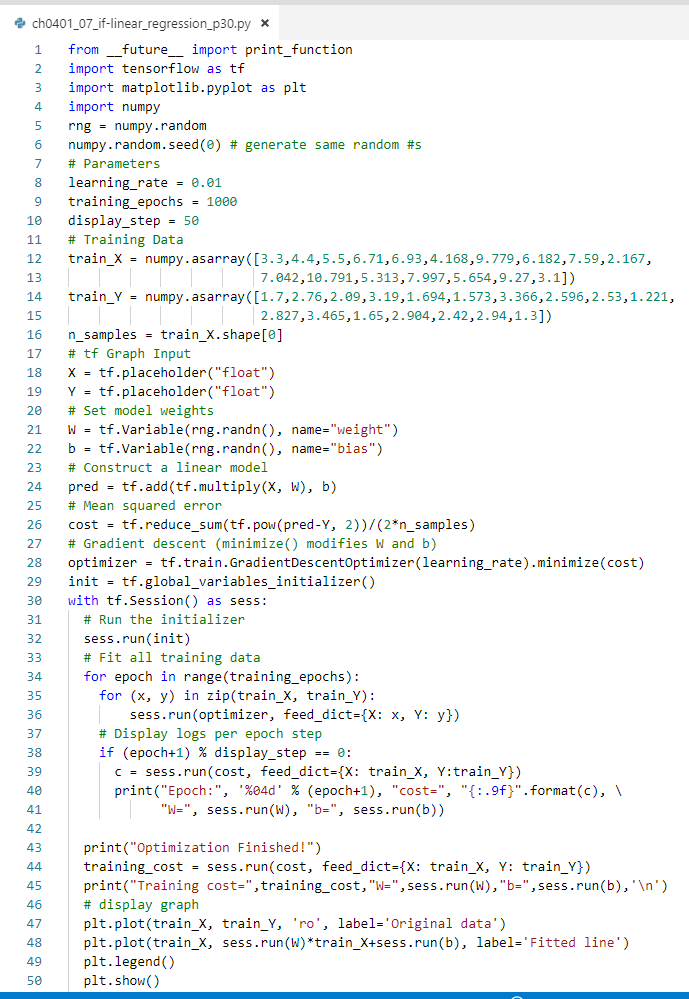 ch0401_07_if-linear_regression_p30.py ×
1 from __future__ import print_function
2 import tensorflow as tf
3 import matplotlib.pyplot as plt
4 import numpy
5 rng = numpy.random
6 numpy.random.seed(0) # generate same random #s
7 # Parameters
8 learning_rate = 0.01
9 training_epochs = 1000
10 display_step = 50
11 # Training Data
12 train_X = numpy.asarray([3.3,4.4,5.5,6.71,6.93,4.168,9.779,6.182,7.59,2.167,
13                         7.042,10.791,5.313,7.997,5.654,9.27,3.1])
14 train_Y = numpy.asarray([1.7,2.76,2.09,3.19,1.694,1.573,3.366,2.596,2.53,1.221,
15                         2.827,3.465,1.65,2.904,2.42,2.94,1.3])
16 n_samples = train_X.shape[0]
17 # tf Graph Input
18 X = tf.placeholder("float")
19 Y = tf.placeholder("float")
20 # Set model weights
21 W = tf.Variable(rng.randn(), name="weight")
22 b = tf.Variable(rng.randn(), name="bias")
23 # Construct a linear model
24 pred = tf.add(tf.multiply(X, W), b)
25 # Mean squared error
26 cost = tf.reduce_sum(tf.pow(pred-Y, 2))/(2*n_samples)
27 # Gradient descent (minimize() modifies W and b)
28 optimizer = tf.train.GradientDescentOptimizer(learning_rate).minimize(cost)
29 init = tf.global_variables_initializer()
30 with tf.Session() as sess:
31   # Run the initializer
32   sess.run(init)
33   # Fit all training data
34   for epoch in range(training_epochs):
35     for (x, y) in zip(train_X, train_Y):
36         sess.run(optimizer, feed_dict={X: x, Y: y})
37     # Display logs per epoch step
38     if (epoch+1) % display_step == 0:
39       c = sess.run(cost, feed_dict={X: train_X, Y:train_Y})
40       print("Epoch:", '%04d' % (epoch+1), "cost=", "{:.9f}".format(c), \
41             "W=", sess.run(W), "b=", sess.run(b))
42
43   print("Optimization Finished!")
44   training_cost = sess.run(cost, feed_dict={X: train_X, Y: train_Y})
45   print("Training cost=",training_cost,"W=",sess.run(W),"b=",sess.run(b),'\n')
46   # display graph
47   plt.plot(train_X, train_Y, 'ro', label='Original data')
48   plt.plot(train_X, sess.run(W)*train_X+sess.run(b), label='Fitted line')
49   plt.legend()
50   plt.show()